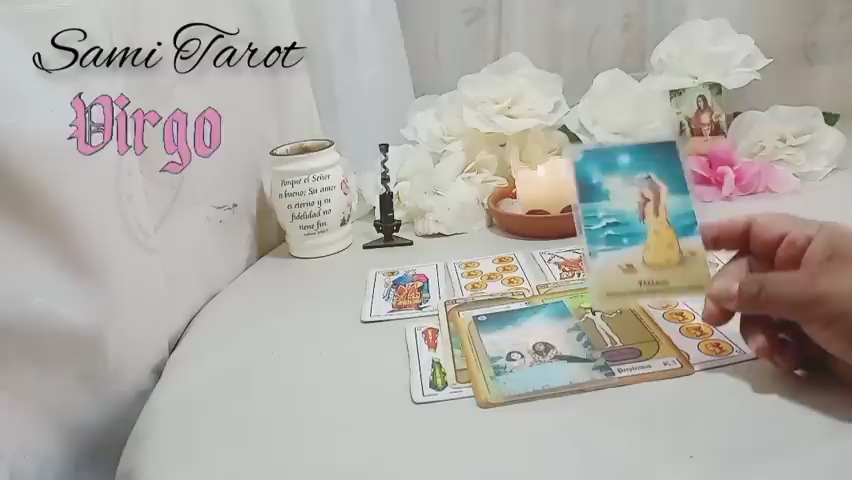 Sami Tarot
Virgo
Porque el Señor
es bueno; Su amor
es eterno y su
fidelidad no
tiene fin